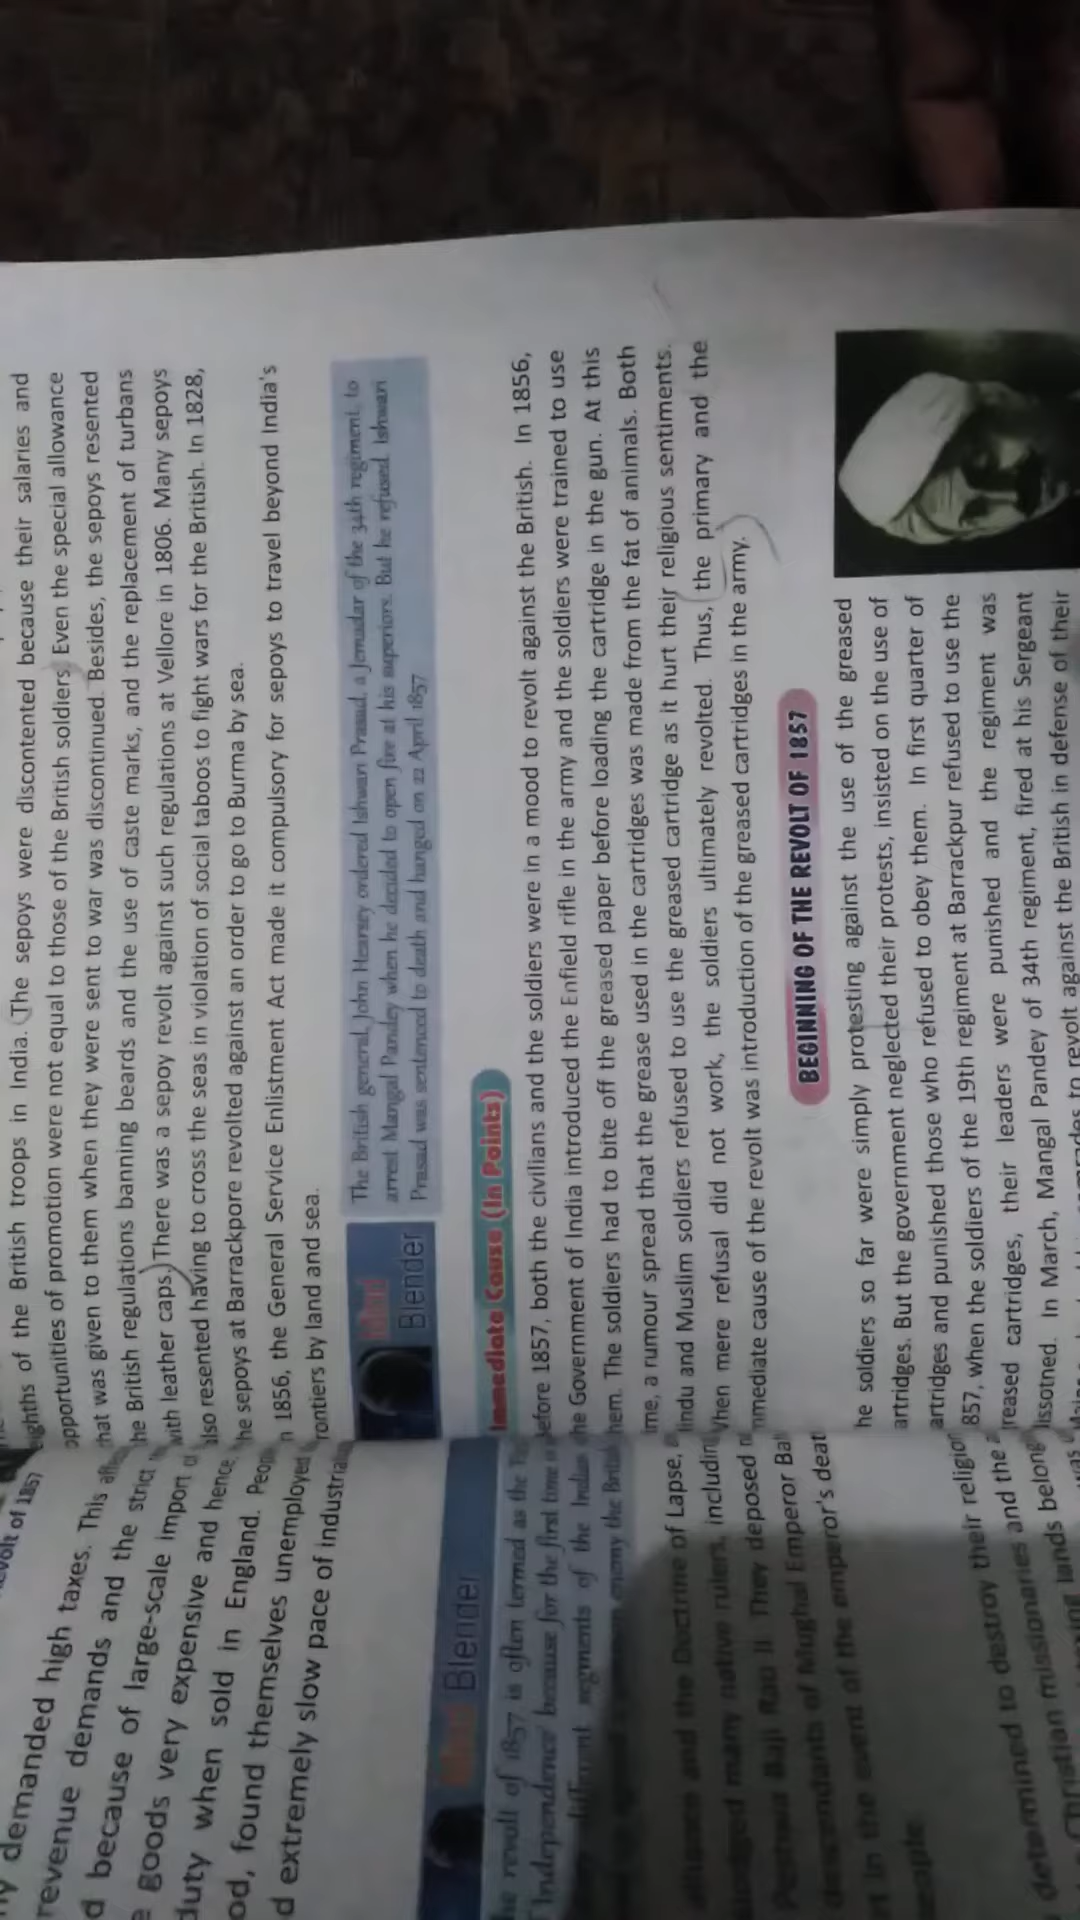 evolt of 1857
demanded high taxes. This
revenue demands and the strict
d because of large-scale import
goods very expensive and hence,
duty when sold in England.
od, found themselves unemployed
d extremely slow pace of industria
Blender
he revolt of 1857 is often termed as the
Independence' because for the first time
segments of the Indian
enemy the British
and the Doctrine of Lapse,
many native rulers, including
Peshwa Baji Rao II. They deposed
descendants of Mughal Emperor Ba
rt in the event of the emperor's deat
people.
determined to destroy their religion
Christian missionaries and the
lands belong
eighths of the British troops in India. The sepoys were discontented because their salaries and
opportunities of promotion were not equal to those of the British soldiers. Even the special allowance
that was given to them when they were sent to war was discontinued. Besides, the sepoys resented
he British regulations banning beards and the use of caste marks, and the replacement of turbans
with leather caps. There was a sepoy revolt against such regulations at Vellore in 1806. Many sepoys
also resented having to cross the seas in violation of social taboos to fight wars for the British. In 1828,
he sepoys at Barrackpore revolted against an order to go to Burma by sea.
n 1856, the General Service Enlistment Act made it compulsory for sepoys to travel beyond India's
rontiers by land and sea.
Mind
Blender
The British general, John Hearsey ordered Ishwari Prasad, a Jemadar of the 34th regiment, to
arrest Mangal Pandey when he decided to open fire at his superiors. But he refused. Ishwari
Prasad was sentenced to death and hanged on 22 April 1857
Immediate Cause (In Points)
efore 1857, both the civilians and the soldiers were in a mood to revolt against the British. In 1856,
he Government of India introduced the Enfield rifle in the army and the soldiers were trained to use
hem. The soldiers had to bite off the greased paper before loading the cartridge in the gun. At this
ime, a rumour spread that the grease used in the cartridges was made from the fat of animals. Both
lindu and Muslim soldiers refused to use the greased cartridge as it hurt their religious sentiments.
When mere refusal did not work, the soldiers ultimately revolted. Thus, the primary and the
mmediate cause of the revolt was introduction of the greased cartridges in the army.
BEGINNING OF THE REVOLT OF 1857
he soldiers so far were simply protesting against the use of the greased
artridges. But the government neglected their protests, insisted on the use of
artridges and punished those who refused to obey them. In first quarter of
857, when the soldiers of the 19th regiment at Barrackpur refused to use the
reased cartridges, their leaders were punished and the regiment was
lissotned. In March, Mangal Pandey of 34th regiment, fired at his Sergeant
to revolt against the British in defense of their